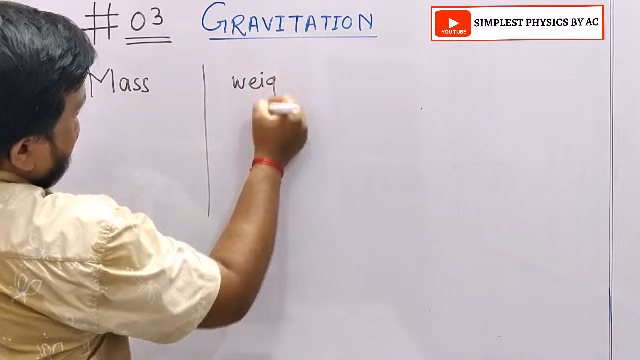 # 03 GRAVITATION
YOUTUBE SIMPLEST PHYSICS BY AC
Mass weig